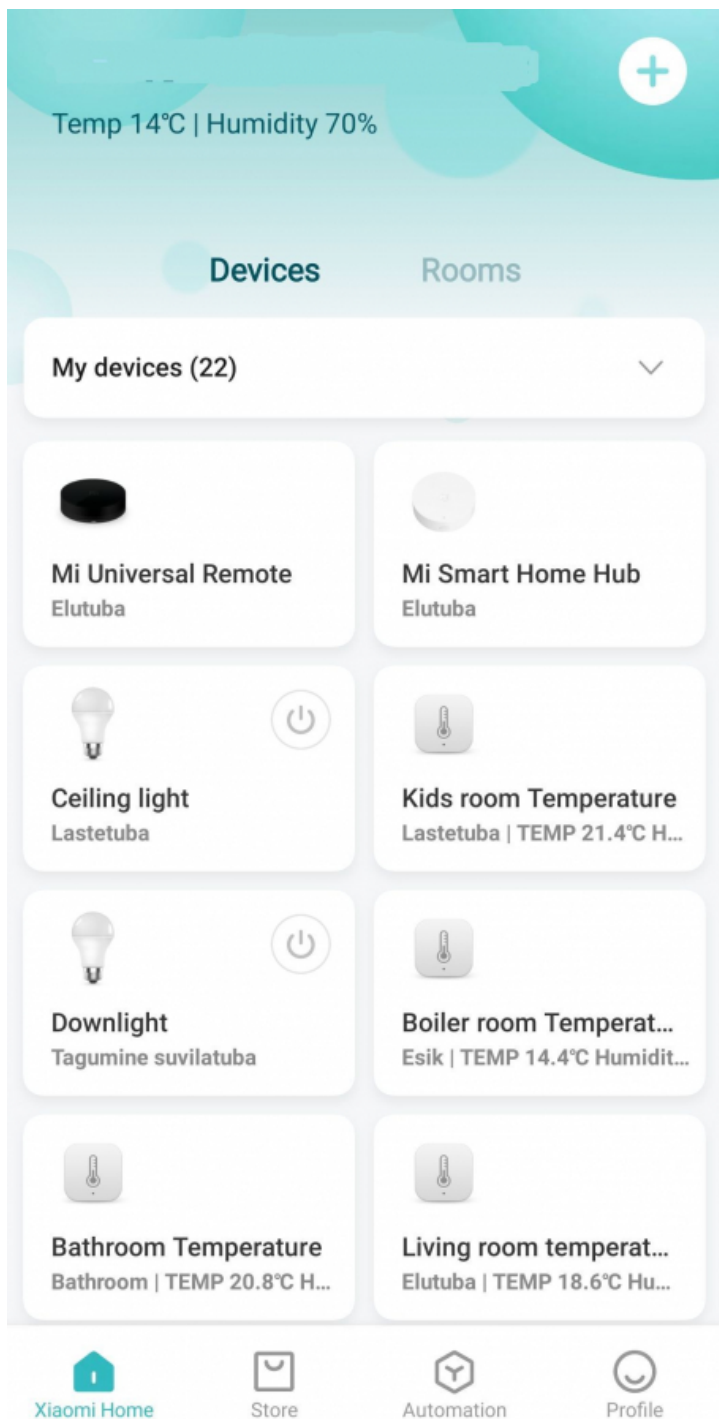 Temp 14℃ | Humidity 70%
Devices
Rooms
My devices (22)
Mi Universal Remote
Elutuba
Mi Smart Home Hub
Elutuba
Ceiling light
Lastetuba
Kids room Temperature
Lastetuba | TEMP 21.4℃ H...
Downlight
Tagumine suvilatuba
Boiler room Temperat...
Esik | TEMP 14.4℃ Humidit...
Bathroom Temperature
Bathroom | TEMP 20.8℃ H...
Living room temperat...
Elutuba | TEMP 18.6℃ Hu...
Xiaomi Home
Store
Automation
Profile